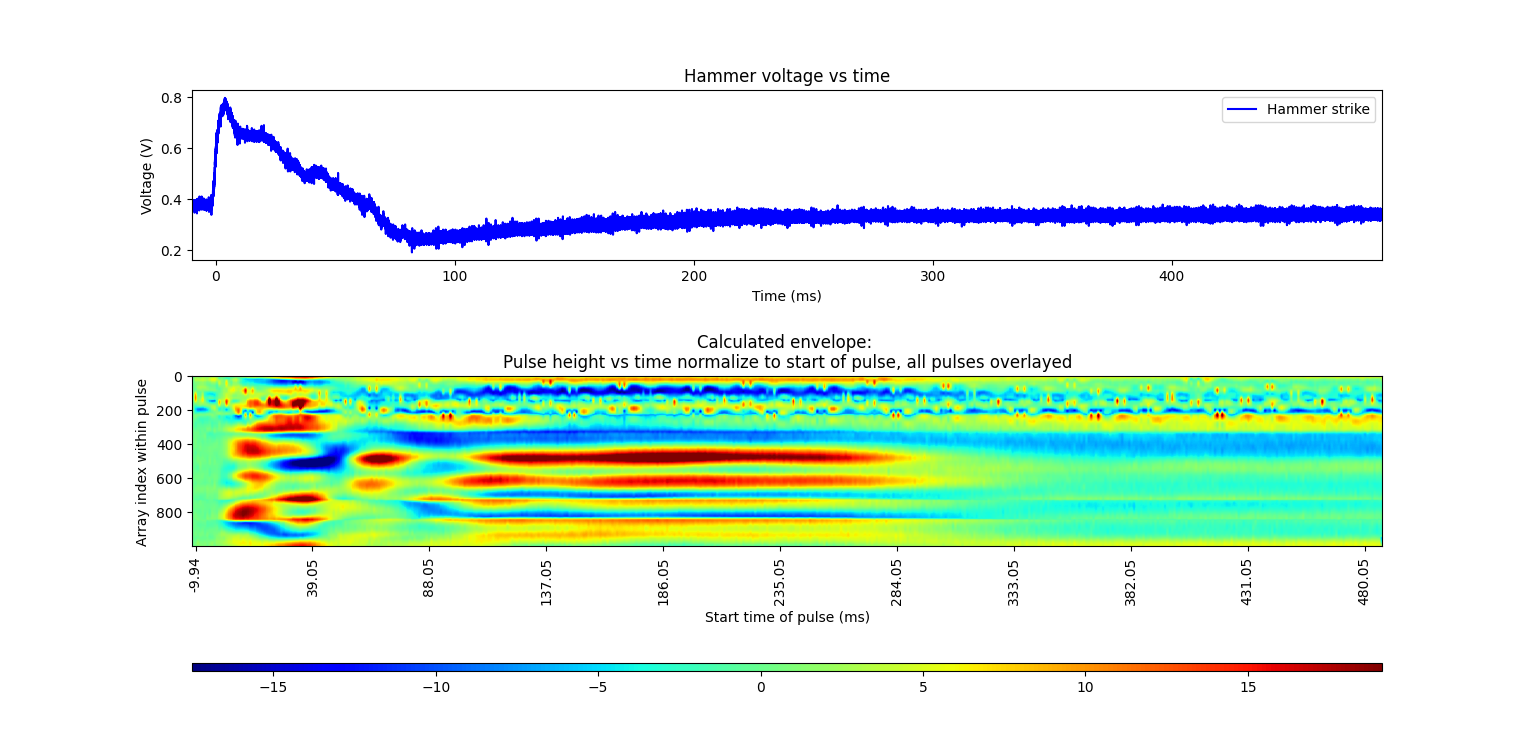 Hammer voltage vs time
Hammer strike
0.8
0.6
0.4
0.2
Voltage (V)
0 100 200 300 400
Time (ms)
Calculated envelope:
Pulse height vs time normalize to start of pulse, all pulses overlayed
0
200
400
600
800
Array index within pulse
-9.94 39.05 88.05 137.05 186.05 235.05 284.05 333.05 382.05 431.05 480.05
Start time of pulse (ms)
−15 −10 −5 0 5 10 15